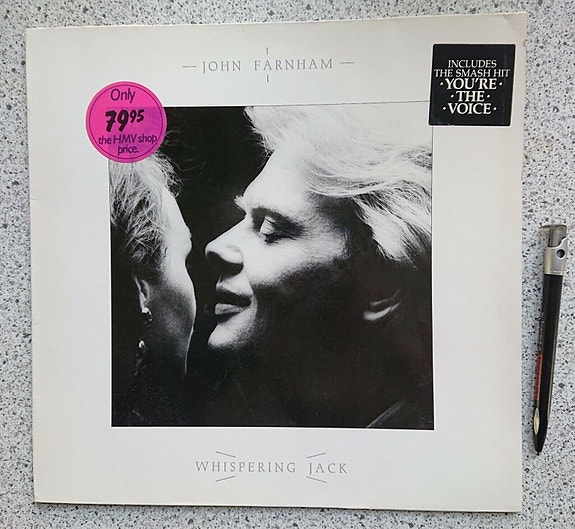 JOHN FARNHAM
INCLUDES
THE SMASH HIT
·YOU'RE·
·THE·
·VOICE·
Only
79.95
the HMV shop
price.
WHISPERING JACK